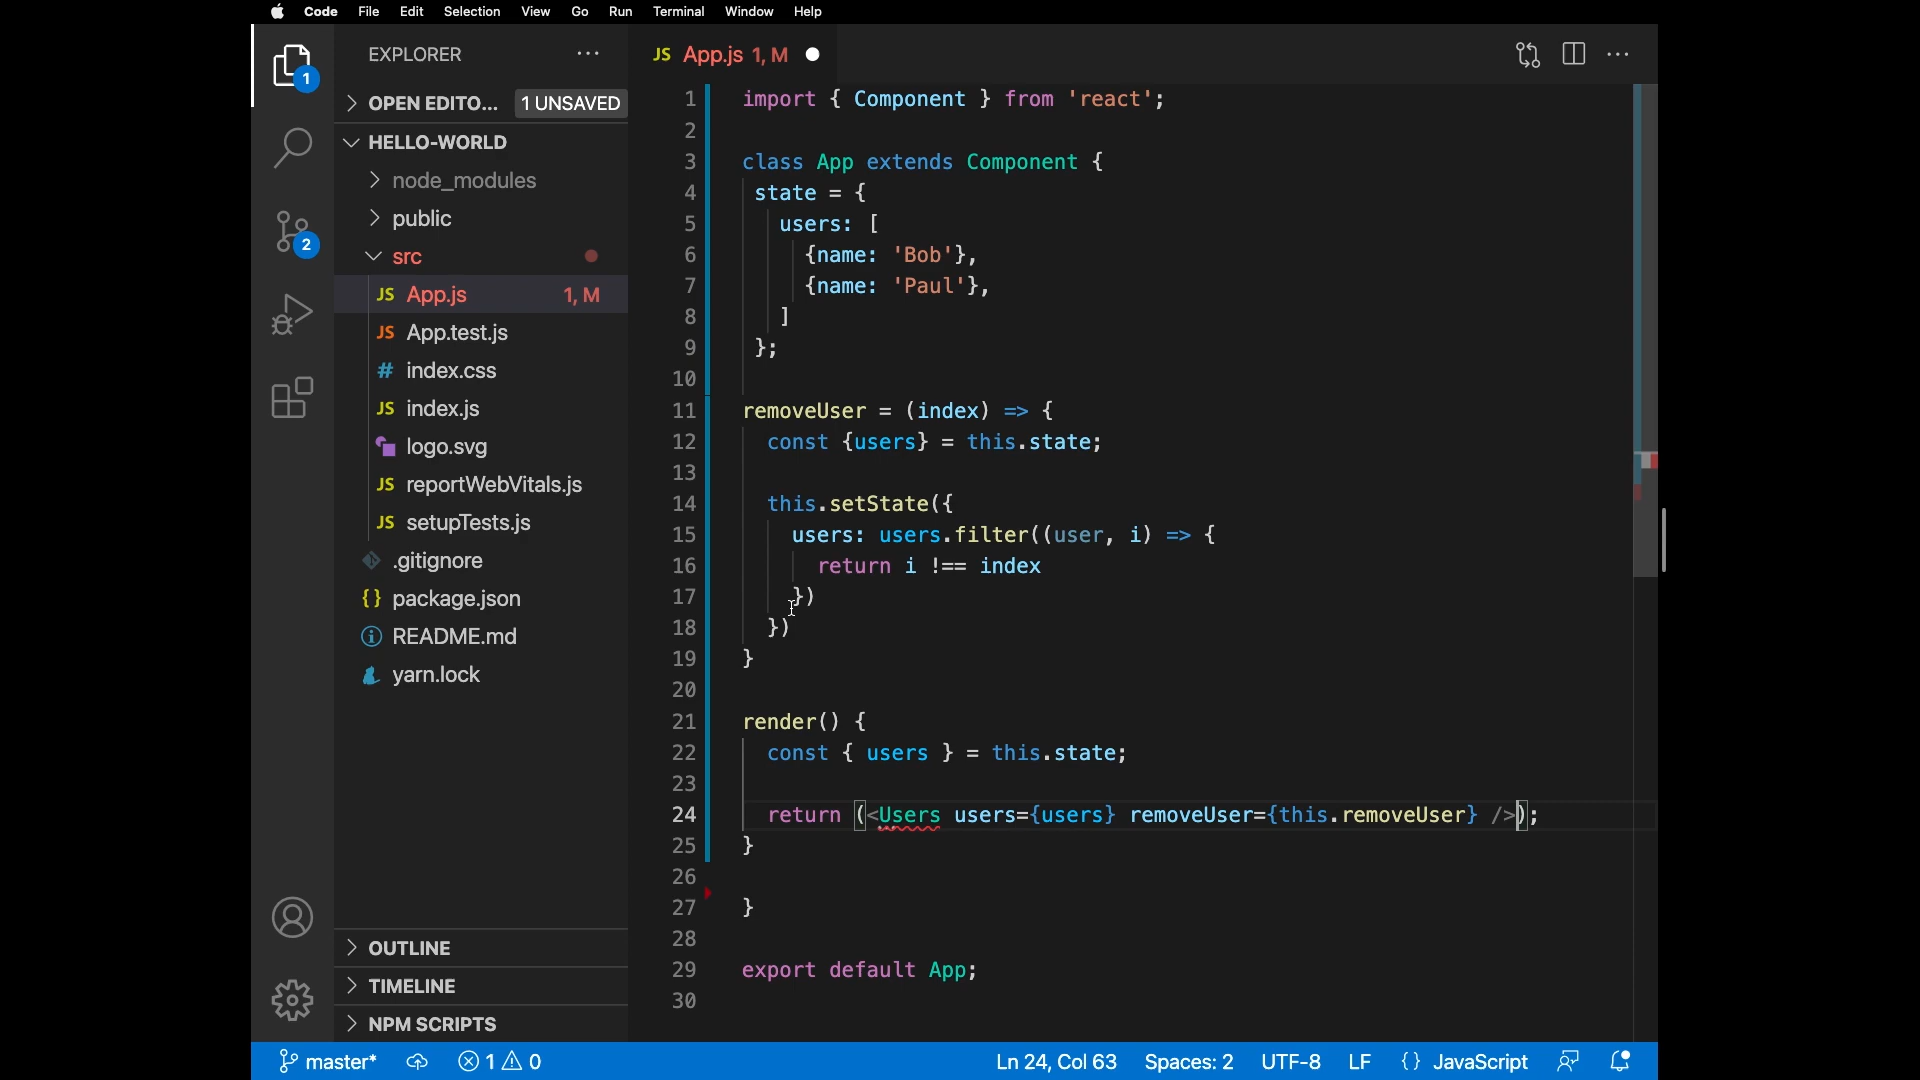 Code File Edit Selection View Go Run Terminal Window Help
EXPLORER ···
JS App.js 1, M
1
OPEN EDITO... 1 UNSAVED
HELLO-WORLD
node_modules
public
src
JS App.js 1, M
JS App.test.js
# index.css
JS index.js
logo.svg
JS reportWebVitals.js
JS setupTests.js
.gitignore
{} package.json
README.md
yarn.lock
2
OUTLINE
TIMELINE
NPM SCRIPTS
1 import { Component } from 'react';
2
3 class App extends Component {
4 state = {
5 users: [
6 {name: 'Bob'},
7 {name: 'Paul'},
8 ]
9 };
10
11 removeUser = (index) => {
12 const {users} = this.state;
13
14 this.setState({
15 users: users.filter((user, i) => {
16 return i !== index
17 })
18 })
19 }
20
21 render() {
22 const { users } = this.state;
23
24 return (<Users users={users} removeUser={this.removeUser} />);
25 }
26
27 }
28
29 export default App;
30
master* 1 0 Ln 24, Col 63 Spaces: 2 UTF-8 LF {} JavaScript